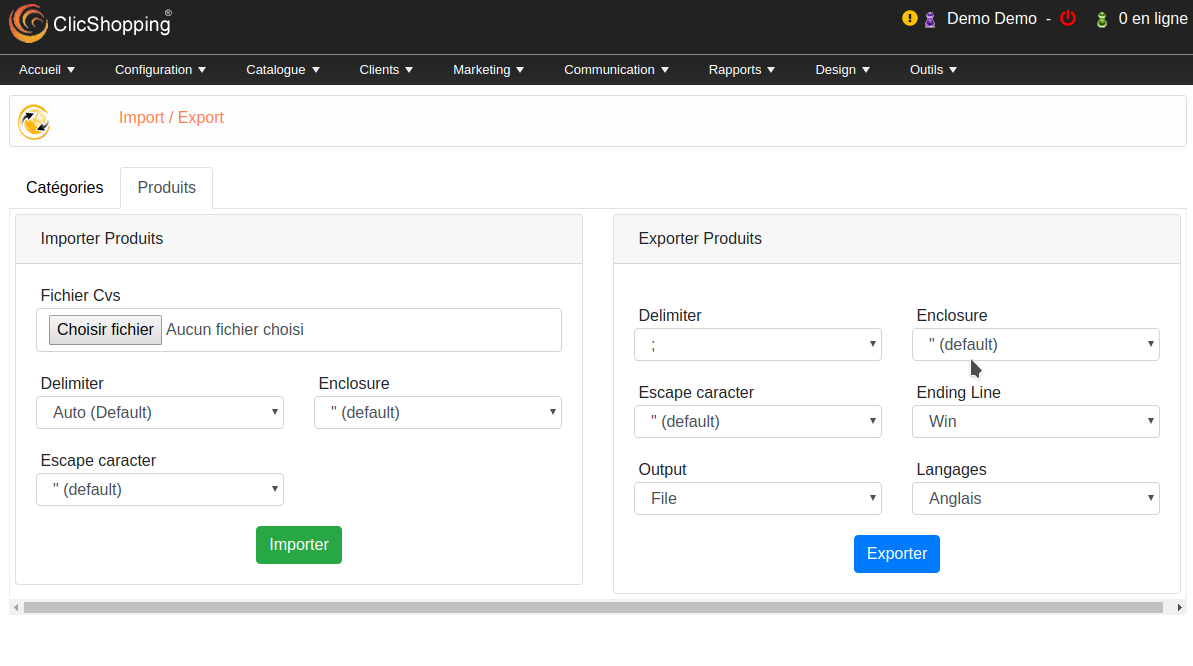 ClicShopping®
Demo Demo - 0 en ligne
Accueil Configuration Catalogue Clients Marketing Communication Rapports Design Outils
Import / Export
Catégories Produits
Importer Produits
Fichier Cvs
Choisir fichier Aucun fichier choisi
Delimiter Enclosure
Auto (Default) " (default)
Escape caracter
" (default)
Importer
Exporter Produits
Delimiter Enclosure
; " (default)
Escape caracter Ending Line
" (default) Win
Output Langages
File Anglais
Exporter